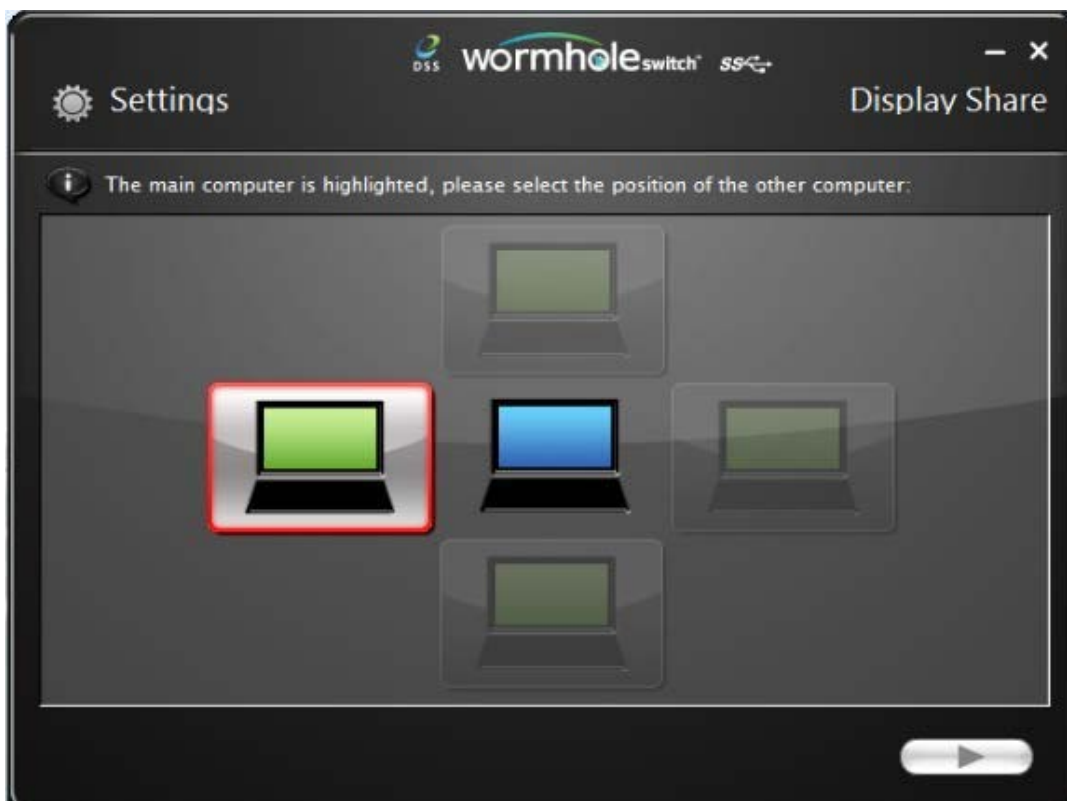 DSS wormhole switch SS
Settings
Display Share
The main computer is highlighted, please select the position of the other computer: